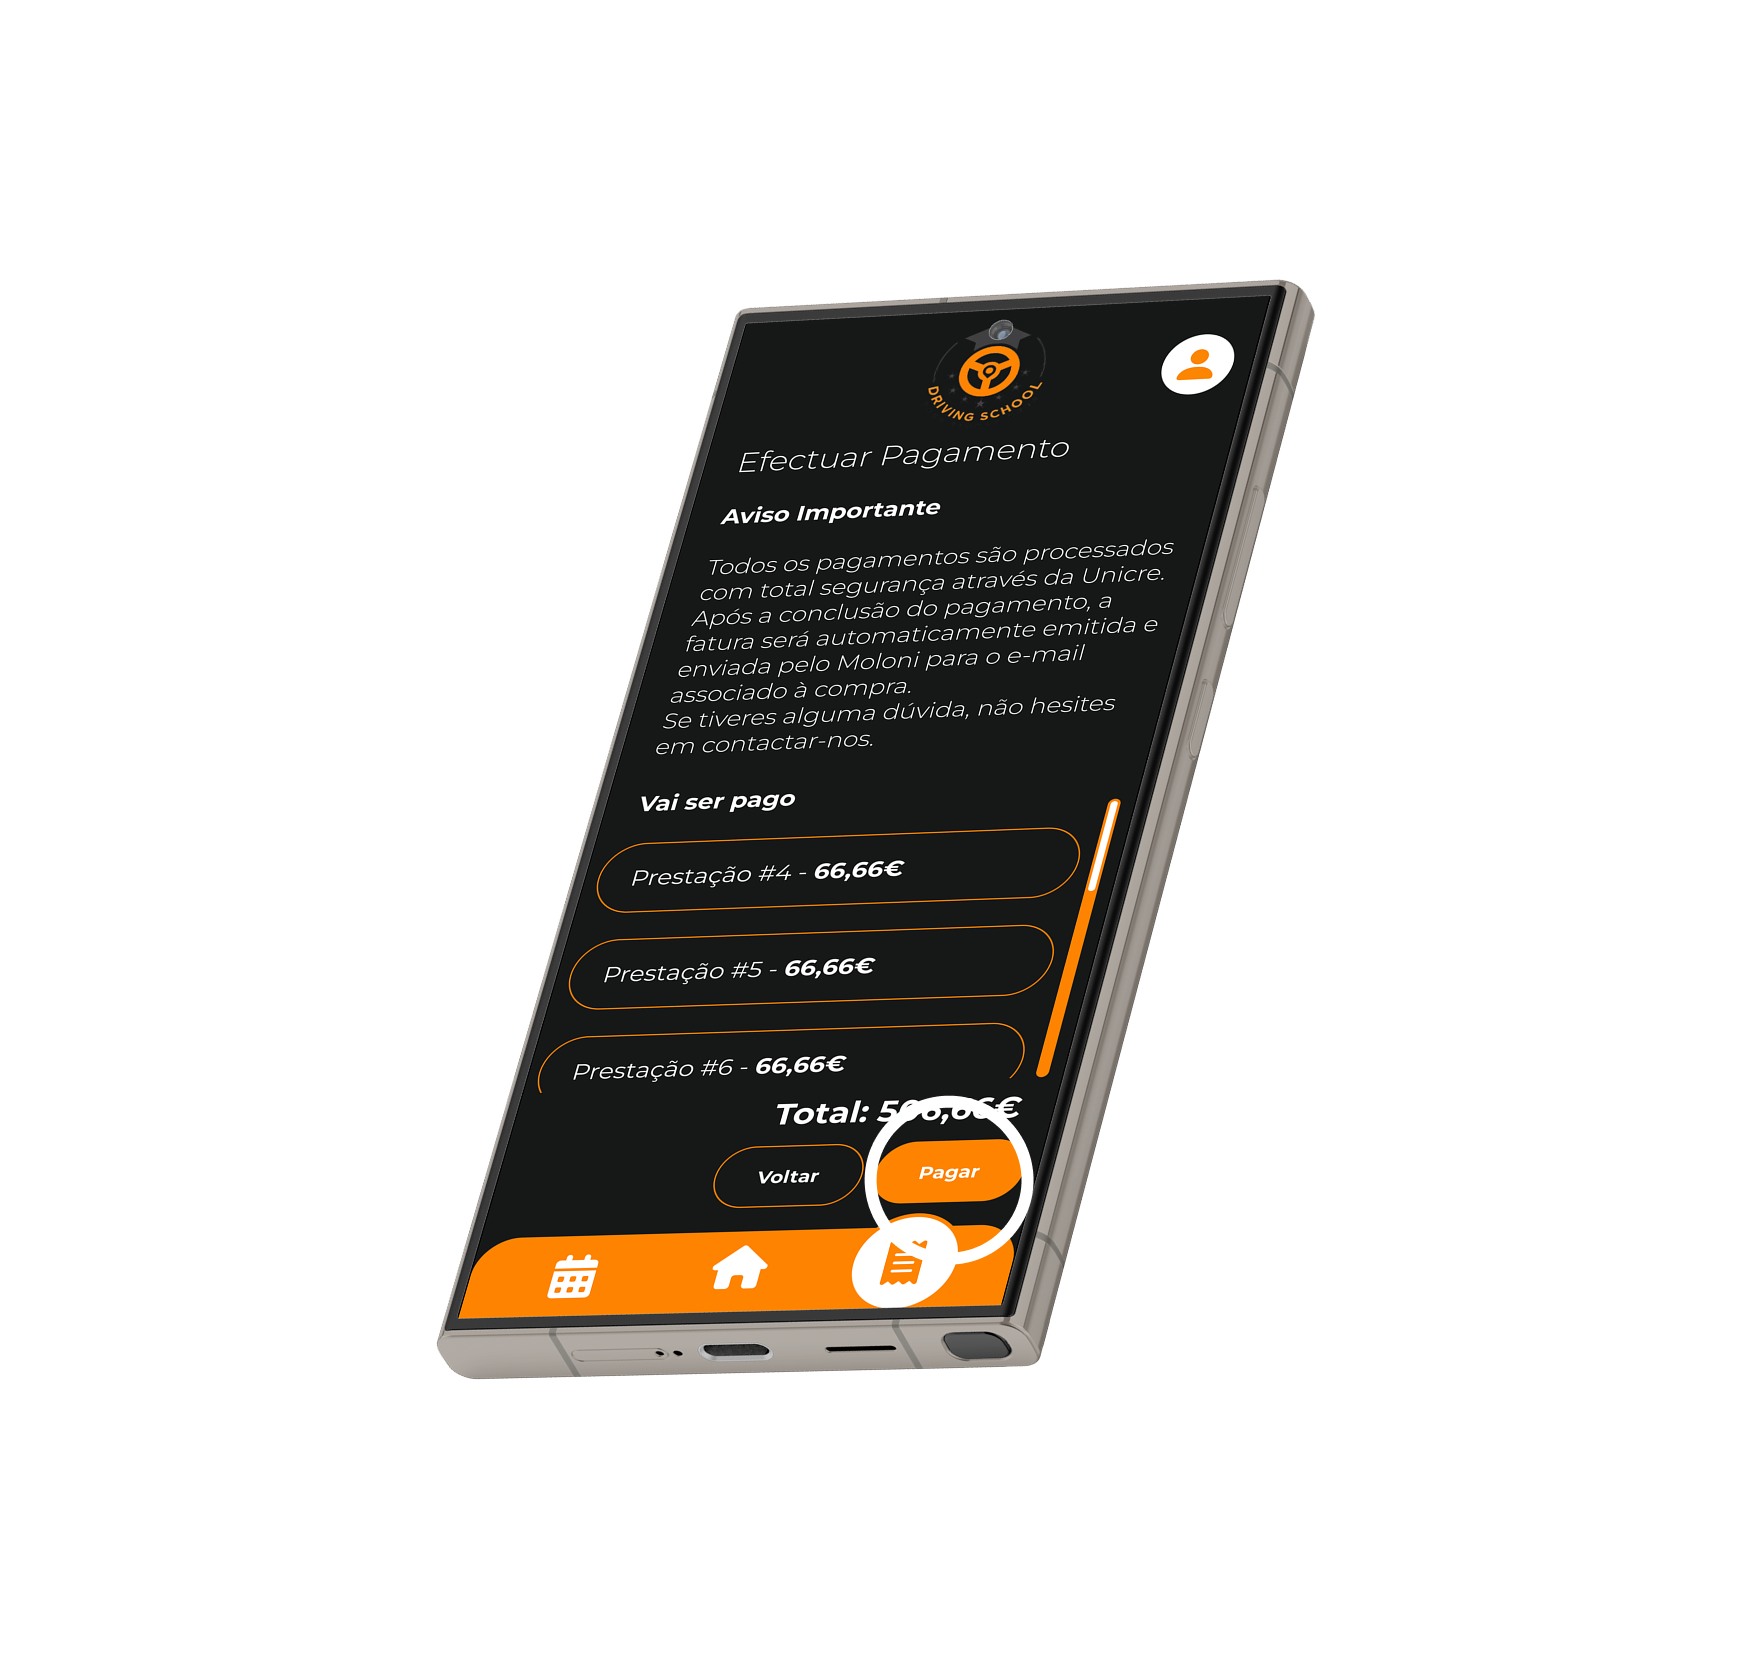 DRIVING SCHOOL
Efectuar Pagamento
Aviso Importante
Todos os pagamentos são processados
com total segurança através da Unicre.
Após a conclusão do pagamento, a
fatura será automaticamente emitida e
enviada pelo Moloni para o e-mail
associado à compra.
Se tiveres alguma dúvida, não hesites
em contactar-nos.
Vai ser pago
Prestação #4 - 66,66€
Prestação #5 - 66,66€
Prestação #6 - 66,66€
Total:
Voltar
Pagar